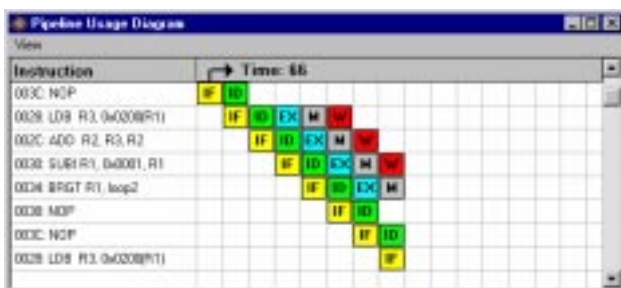 Pipeline Usage Diagram
View
Instruction Time: 66
003C: NOP IF ID
0028: LDB R3, 0x0200(R1) IF ID EX M W
002C: ADD R2, R3, R2 IF ID EX M W
0030: SUBI R1, 0x0001, R1 IF ID EX M W
0034: BRGT R1, loop2 IF ID EX M
0038: NOP IF ID
003C: NOP IF ID
0028: LDB R3, 0x0200(R1) IF